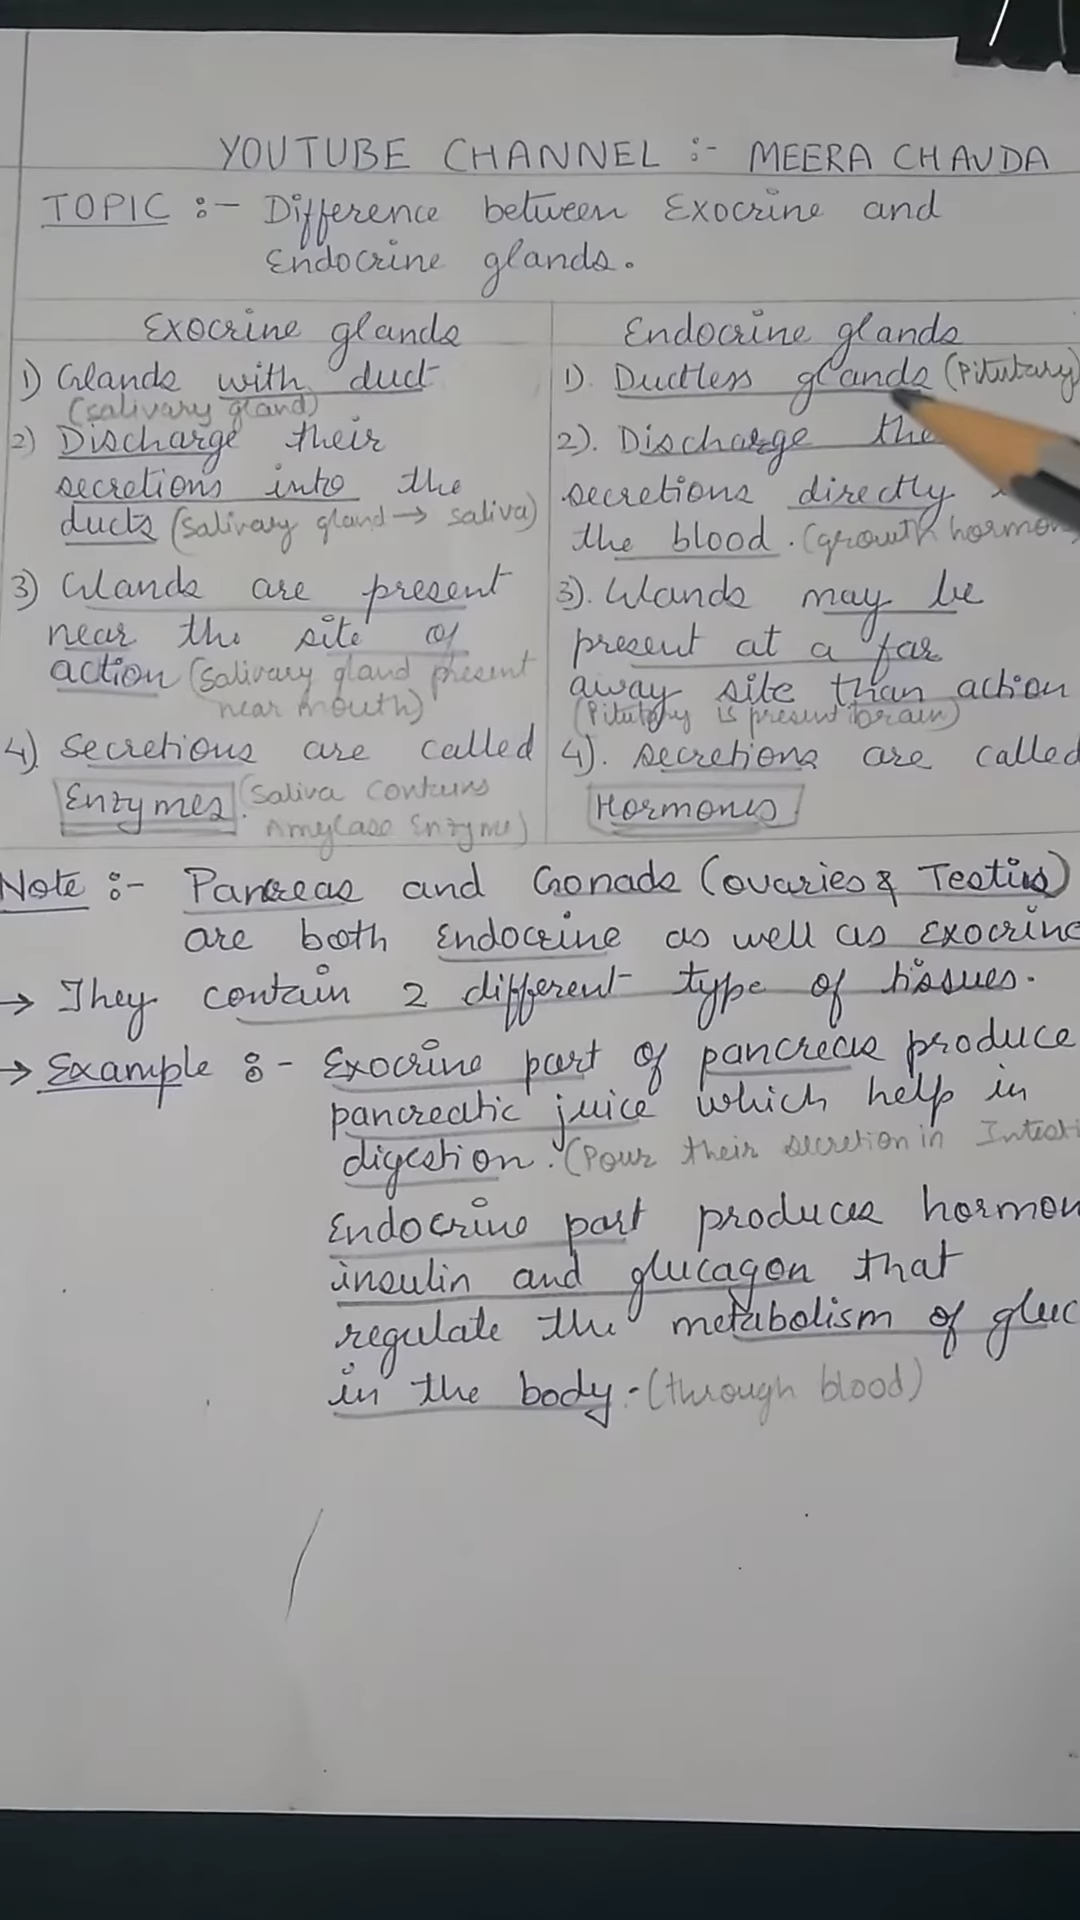 YOUTUBE CHANNEL :- MEERA CHAVDA
TOPIC :- Difference between Exocrine and
Endocrine glands.
Exocrine glands
1) Glands with duct
(salivary gland)
2) Discharge their
secretions into the
ducts (salivary gland → saliva)
3) Glands are present
near the site of
action (salivary gland present
near mouth)
4) secretions are called
Enzymes. (saliva contains
Amylase Enzyme)
Endocrine glands
1). Ductless glands (Pitutary)
2). Discharge the
secretions directly
the blood. (growth hormon
3). Glands may be
present at a far
away site than action
(Pitutary is present brain)
4). secretions are called
Hormones
Note :- Pancreas and Gonads (ovaries & Testis)
are both Endocrine as well as exocrine
→ They contain 2 different type of tissues.
→ Example :- Exocrine part of pancreas produce
pancreatic juice which help in
digestion. (Pour their secretion in Intesti
Endocrine part produces hormon
insulin and glucagon that
regulate the metabolism of gluc
in the body. (through blood)